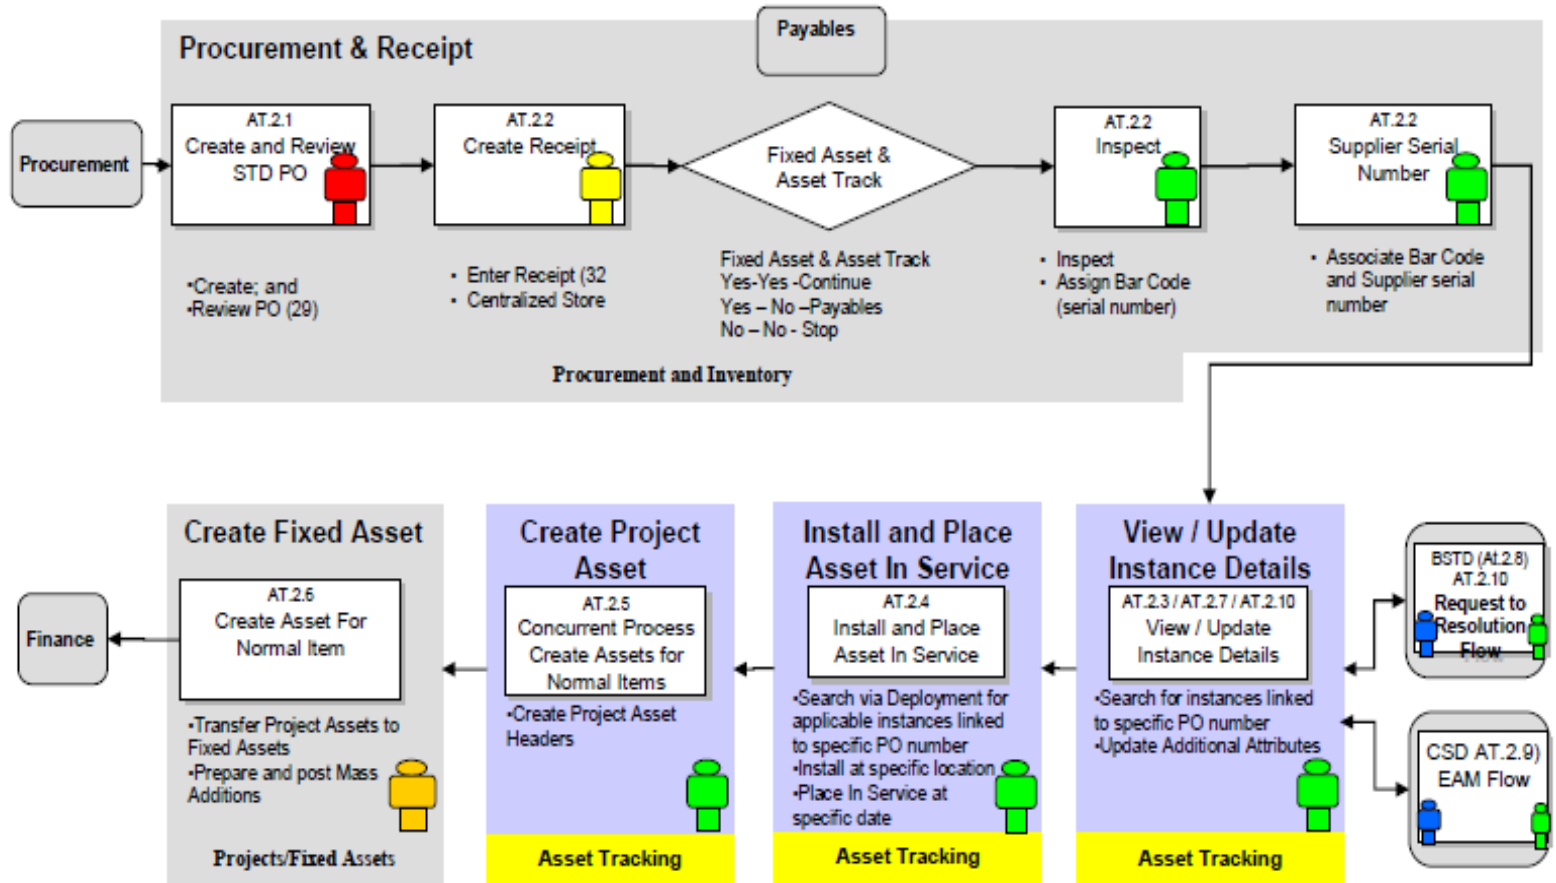 Payables
Procurement & Receipt
Procurement
AT.2.1
Create and Review
STD PO
AT.2.2
Create Receipt
Fixed Asset &
Asset Track
AT.2.2
Inspect
AT.2.2
Supplier Serial
Number
•Create; and
•Review PO (29)
• Enter Receipt (32
• Centralized Store
Fixed Asset & Asset Track
Yes-Yes -Continue
Yes – No –Payables
No – No - Stop
• Inspect
• Assign Bar Code
(serial number)
• Associate Bar Code
and Supplier serial
number
Procurement and Inventory
Create Fixed Asset
AT.2.6
Create Asset For
Normal Item
Finance
•Transfer Project Assets to
Fixed Assets
•Prepare and post Mass
Additions
Projects/Fixed Assets
Create Project
Asset
AT.2.5
Concurrent Process
Create Assets for
Normal Items
•Create Project Asset
Headers
Asset Tracking
Install and Place
Asset In Service
AT.2.4
Install and Place
Asset In Service
•Search via Deployment for
applicable instances linked
to specific PO number
•Install at specific location
•Place In Service at
specific date
Asset Tracking
View / Update
Instance Details
AT.2.3 / AT.2.7 / AT.2.10
View / Update
Instance Details
•Search for instances linked
to specific PO number
•Update Additional Attributes
Asset Tracking
BSTD (At.2.8)
AT.2.10
Request to
Resolution
Flow
CSD AT.2.9)
EAM Flow